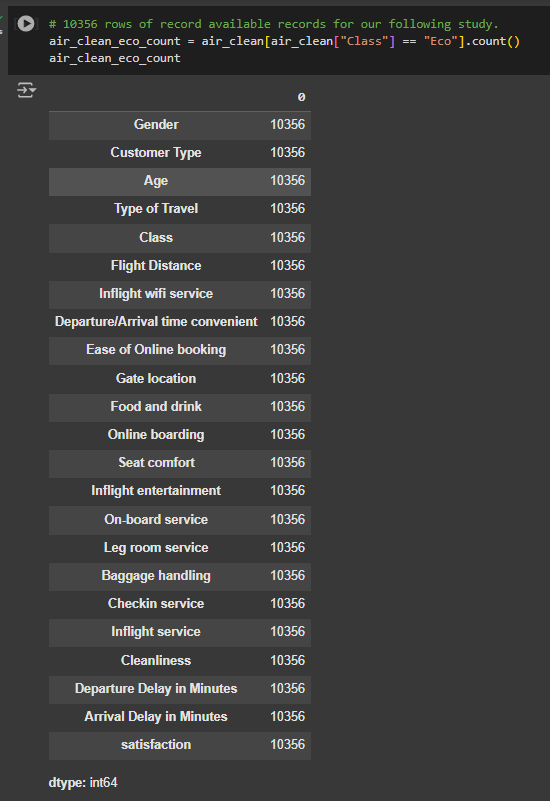 # 10356 rows of record available records for our following study.
air_clean_eco_count = air_clean[air_clean["Class"] == "Eco"].count()
air_clean_eco_count
0
Gender 10356
Customer Type 10356
Age 10356
Type of Travel 10356
Class 10356
Flight Distance 10356
Inflight wifi service 10356
Departure/Arrival time convenient 10356
Ease of Online booking 10356
Gate location 10356
Food and drink 10356
Online boarding 10356
Seat comfort 10356
Inflight entertainment 10356
On-board service 10356
Leg room service 10356
Baggage handling 10356
Checkin service 10356
Inflight service 10356
Cleanliness 10356
Departure Delay in Minutes 10356
Arrival Delay in Minutes 10356
satisfaction 10356
dtype: int64